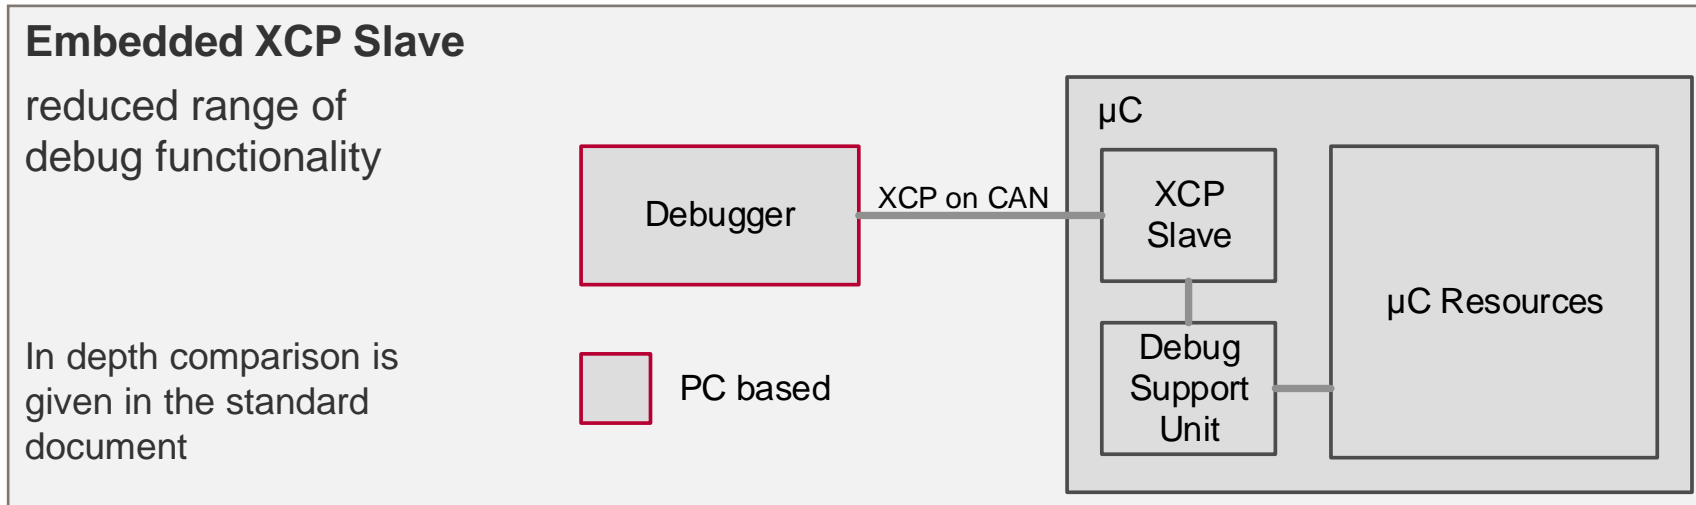 Embedded XCP Slave
reduced range of
debug functionality
In depth comparison is
given in the standard
document
Debugger
XCP on CAN
PC based
µC
XCP
Slave
Debug
Support
Unit
µC Resources